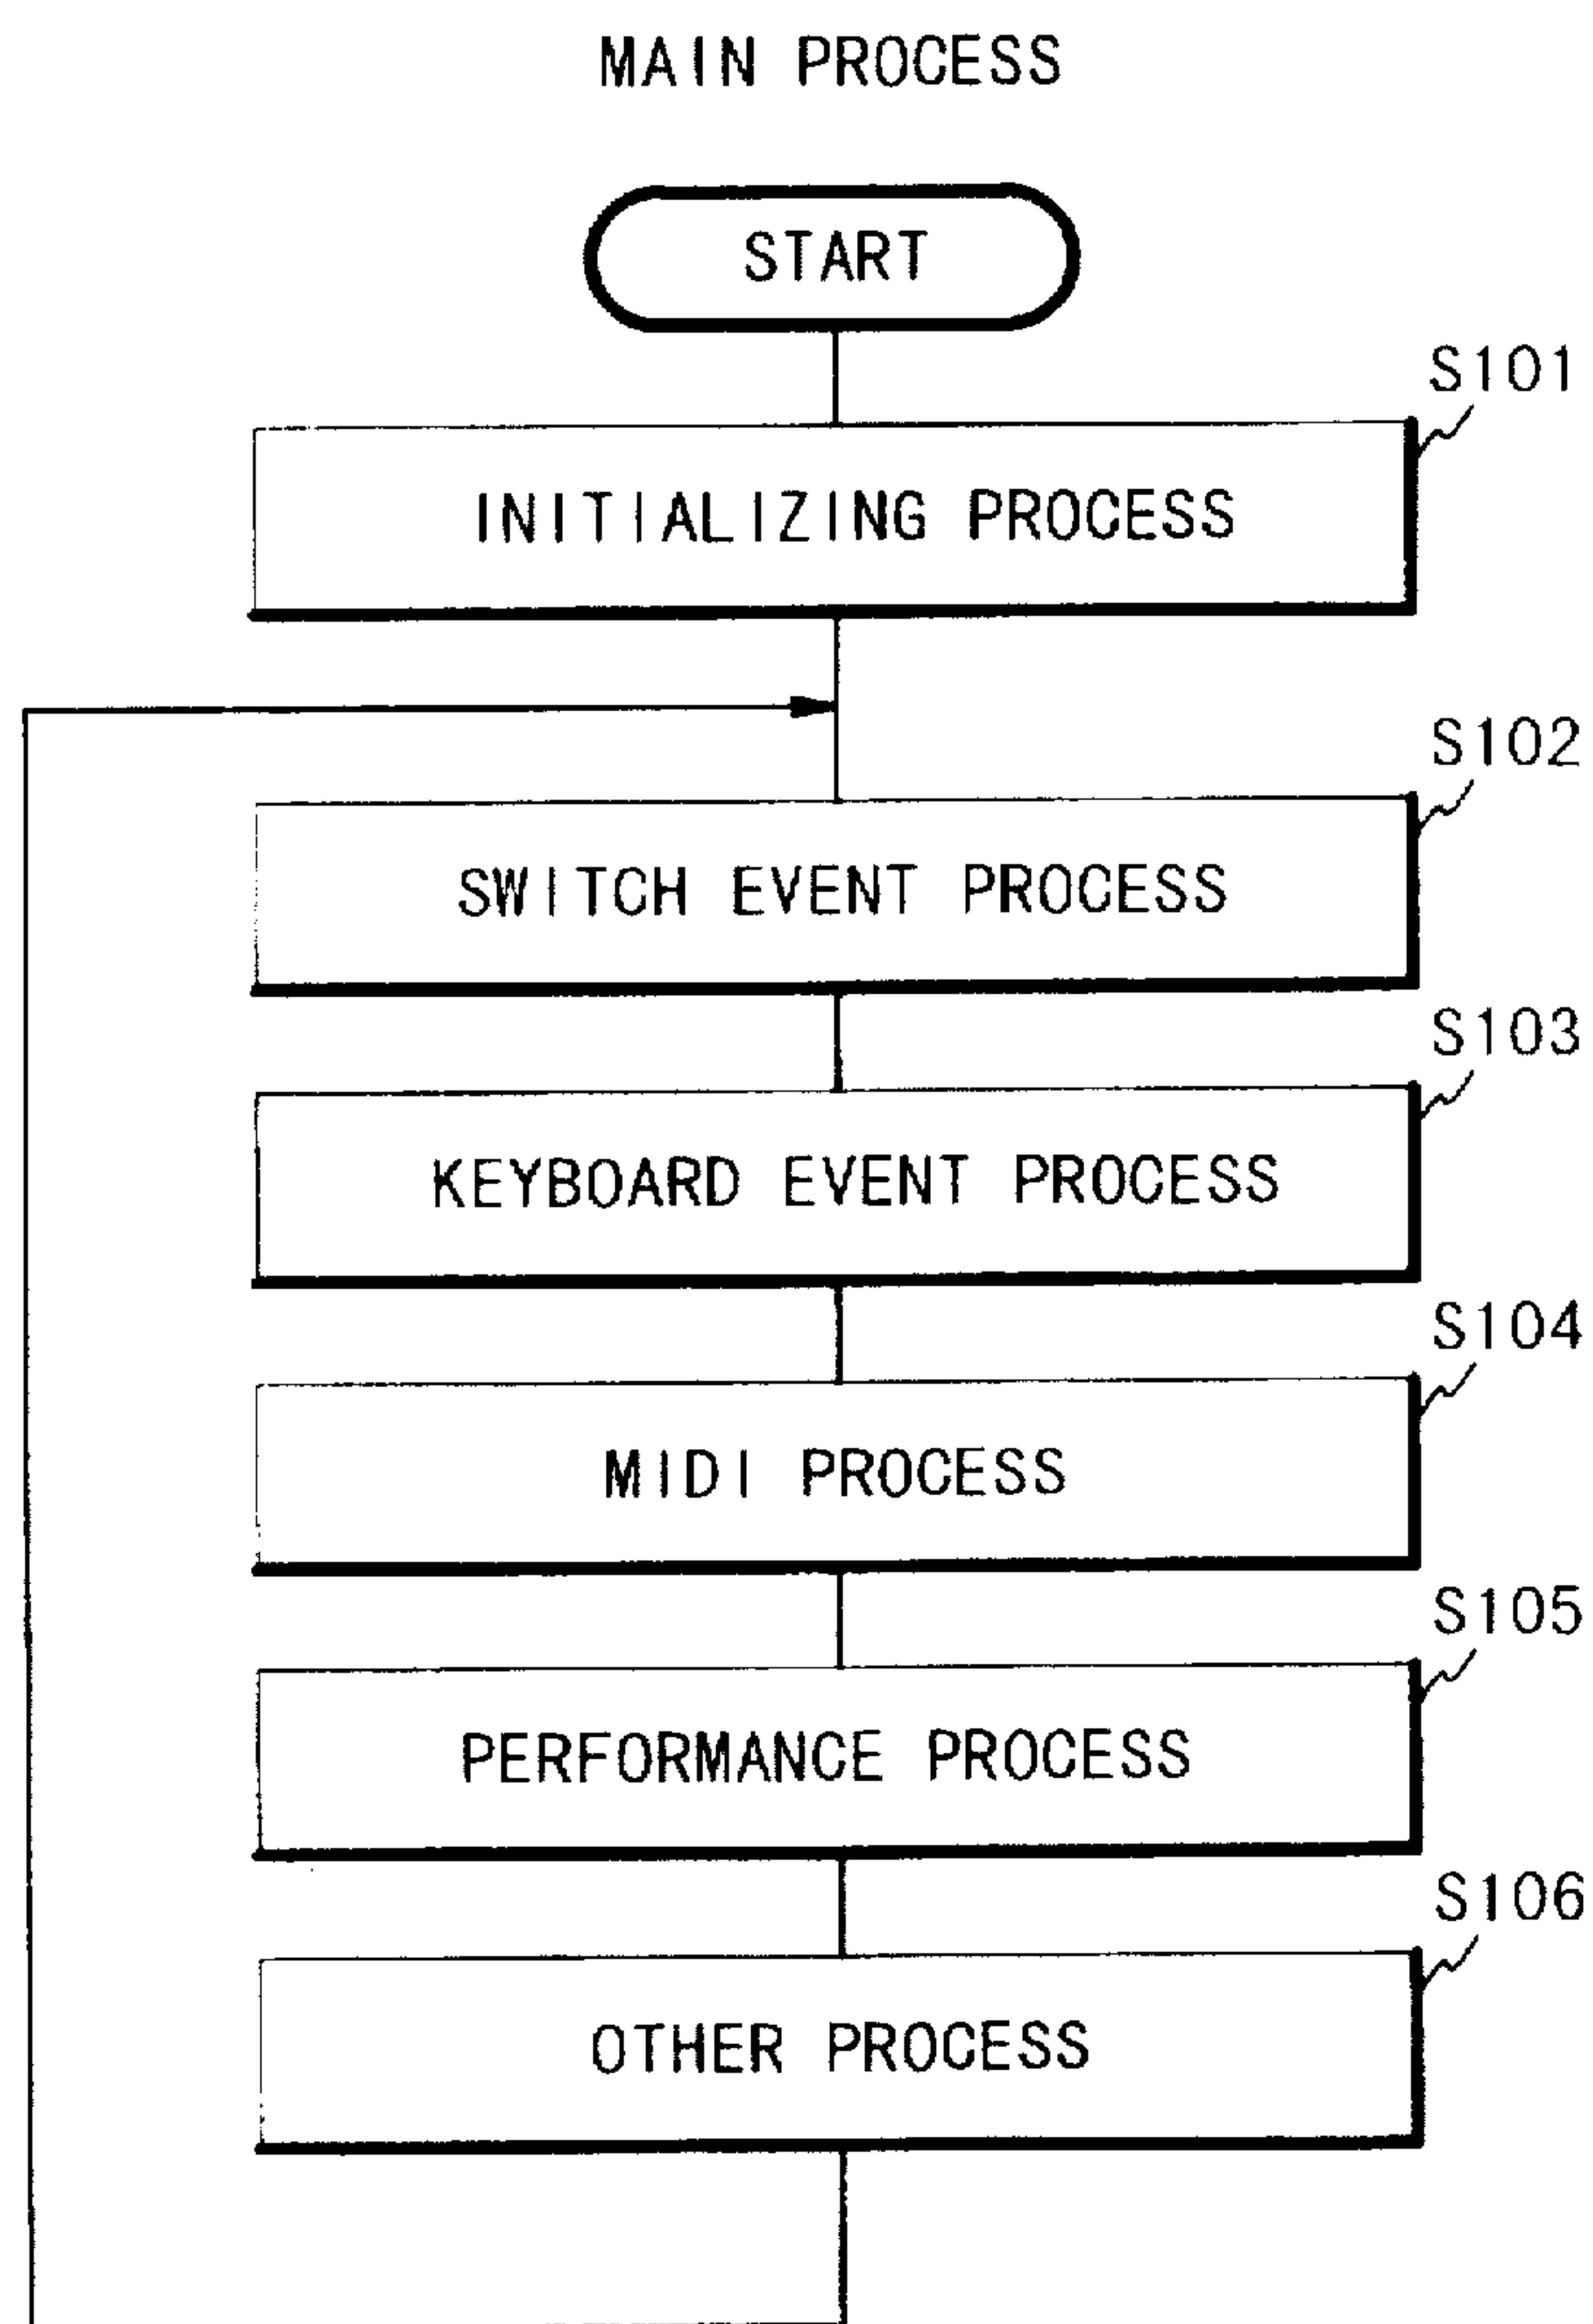 MAIN PROCESS
START
S101
INITIALIZING PROCESS
S102
SWITCH EVENT PROCESS
S103
KEYBOARD EVENT PROCESS
S104
MIDI PROCESS
S105
PERFORMANCE PROCESS
S106
OTHER PROCESS